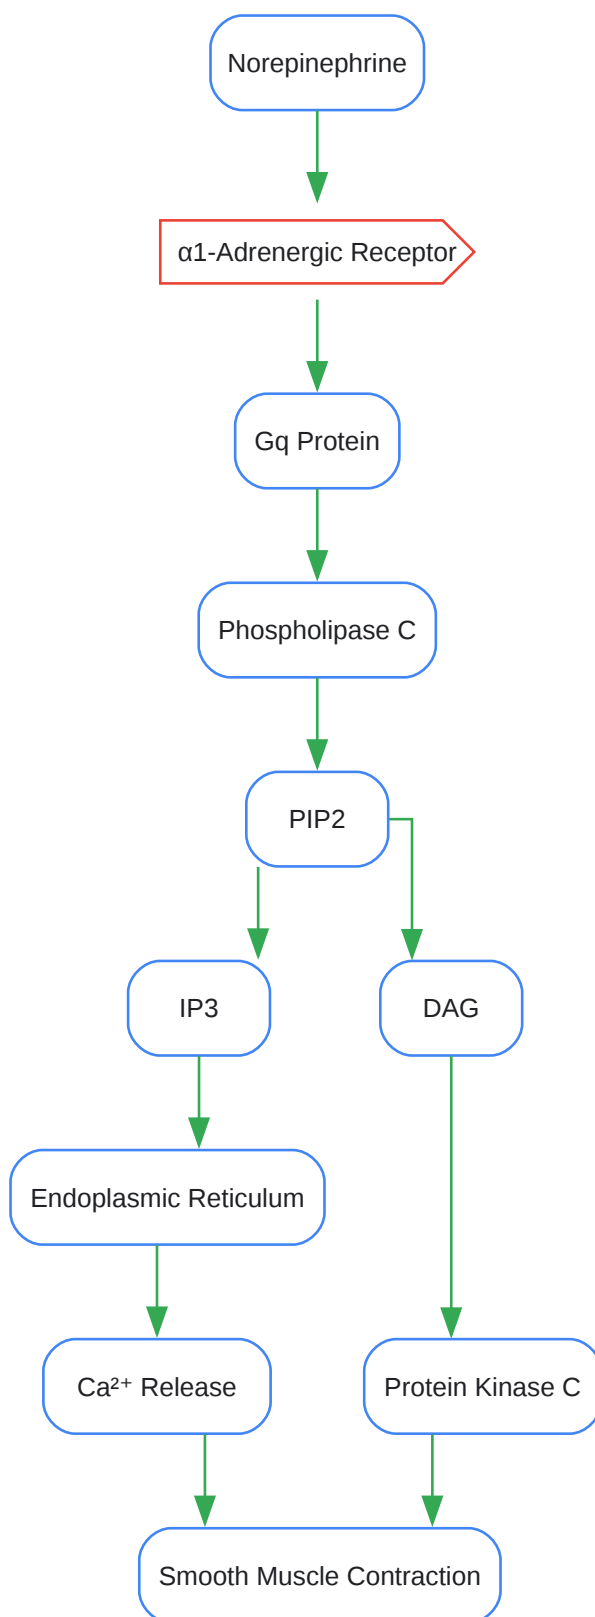 Norepinephrine
α1-Adrenergic Receptor
Gq Protein
Phospholipase C
PIP2
IP3
DAG
Endoplasmic Reticulum
Ca²⁺ Release
Protein Kinase C
Smooth Muscle Contraction